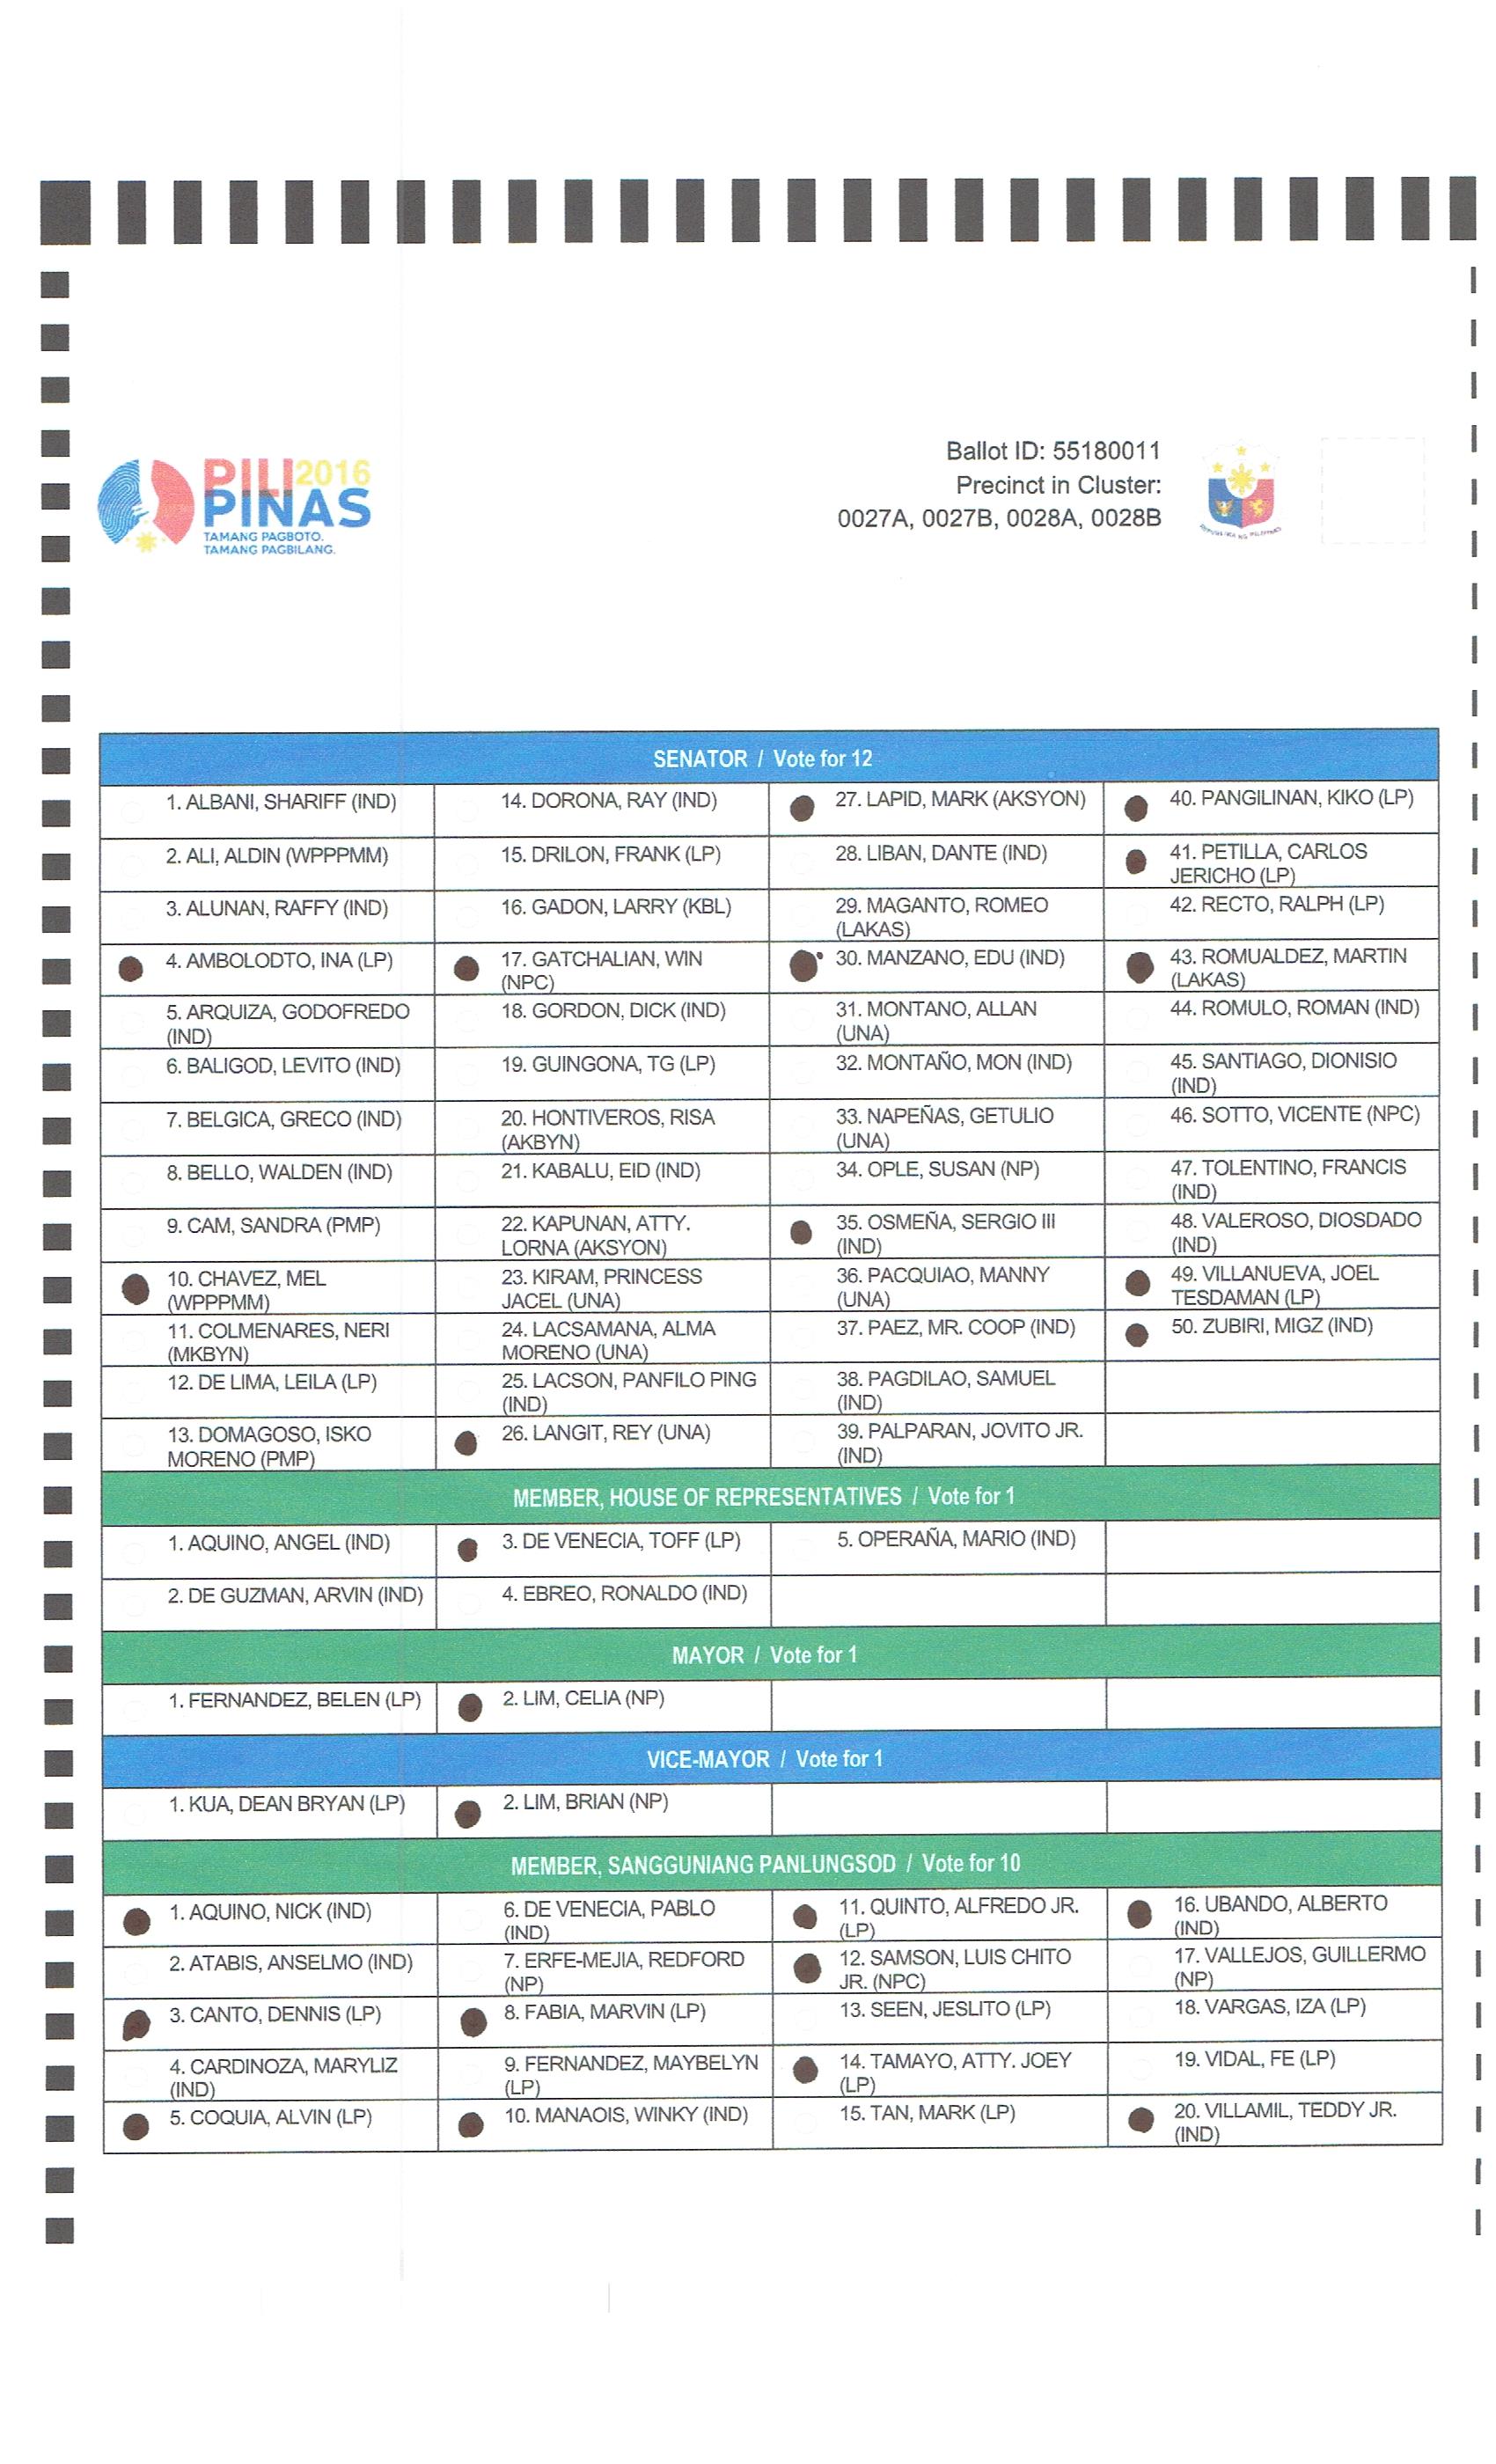 PILI 2016
PINAS
TAMANG PAGBOTO.
TAMANG PAGBILANG.
Ballot ID: 55180011
Precinct in Cluster:
0027A, 0027B, 0028A, 0028B
REPUBLIKA NG PILIPINAS
SENATOR / Vote for 12
1. ALBANI, SHARIFF (IND)
14. DORONA, RAY (IND)
27. LAPID, MARK (AKSYON)
40. PANGILINAN, KIKO (LP)
2. ALI, ALDIN (WPPPMM)
15. DRILON, FRANK (LP)
28. LIBAN, DANTE (IND)
41. PETILLA, CARLOS
JERICHO (LP)
3. ALUNAN, RAFFY (IND)
16. GADON, LARRY (KBL)
29. MAGANTO, ROMEO
(LAKAS)
42. RECTO, RALPH (LP)
4. AMBOLODTO, INA (LP)
17. GATCHALIAN, WIN
(NPC)
30. MANZANO, EDU (IND)
43. ROMUALDEZ, MARTIN
(LAKAS)
5. ARQUIZA, GODOFREDO
(IND)
18. GORDON, DICK (IND)
31. MONTANO, ALLAN
(UNA)
44. ROMULO, ROMAN (IND)
6. BALIGOD, LEVITO (IND)
19. GUINGONA, TG (LP)
32. MONTAÑO, MON (IND)
45. SANTIAGO, DIONISIO
(IND)
7. BELGICA, GRECO (IND)
20. HONTIVEROS, RISA
(AKBYN)
33. NAPEÑAS, GETULIO
(UNA)
46. SOTTO, VICENTE (NPC)
8. BELLO, WALDEN (IND)
21. KABALU, EID (IND)
34. OPLE, SUSAN (NP)
47. TOLENTINO, FRANCIS
(IND)
9. CAM, SANDRA (PMP)
22. KAPUNAN, ATTY.
LORNA (AKSYON)
35. OSMEÑA, SERGIO III
(IND)
48. VALEROSO, DIOSDADO
(IND)
10. CHAVEZ, MEL
(WPPPMM)
23. KIRAM, PRINCESS
JACEL (UNA)
36. PACQUIAO, MANNY
(UNA)
49. VILLANUEVA, JOEL
TESDAMAN (LP)
11. COLMENARES, NERI
(MKBYN)
24. LACSAMANA, ALMA
MORENO (UNA)
37. PAEZ, MR. COOP (IND)
50. ZUBIRI, MIGZ (IND)
12. DE LIMA, LEILA (LP)
25. LACSON, PANFILO PING
(IND)
38. PAGDILAO, SAMUEL
(IND)
13. DOMAGOSO, ISKO
MORENO (PMP)
26. LANGIT, REY (UNA)
39. PALPARAN, JOVITO JR.
(IND)
MEMBER, HOUSE OF REPRESENTATIVES / Vote for 1
1. AQUINO, ANGEL (IND)
3. DE VENECIA, TOFF (LP)
5. OPERAÑA, MARIO (IND)
2. DE GUZMAN, ARVIN (IND)
4. EBREO, RONALDO (IND)
MAYOR / Vote for 1
1. FERNANDEZ, BELEN (LP)
2. LIM, CELIA (NP)
VICE-MAYOR / Vote for 1
1. KUA, DEAN BRYAN (LP)
2. LIM, BRIAN (NP)
MEMBER, SANGGUNIANG PANLUNGSOD / Vote for 10
1. AQUINO, NICK (IND)
6. DE VENECIA, PABLO
(IND)
11. QUINTO, ALFREDO JR.
(LP)
16. UBANDO, ALBERTO
(IND)
2. ATABIS, ANSELMO (IND)
7. ERFE-MEJIA, REDFORD
(NP)
12. SAMSON, LUIS CHITO
JR. (NPC)
17. VALLEJOS, GUILLERMO
(NP)
3. CANTO, DENNIS (LP)
8. FABIA, MARVIN (LP)
13. SEEN, JESLITO (LP)
18. VARGAS, IZA (LP)
4. CARDINOZA, MARYLIZ
(IND)
9. FERNANDEZ, MAYBELYN
(LP)
14. TAMAYO, ATTY. JOEY
(LP)
19. VIDAL, FE (LP)
5. COQUIA, ALVIN (LP)
10. MANAOIS, WINKY (IND)
15. TAN, MARK (LP)
20. VILLAMIL, TEDDY JR.
(IND)